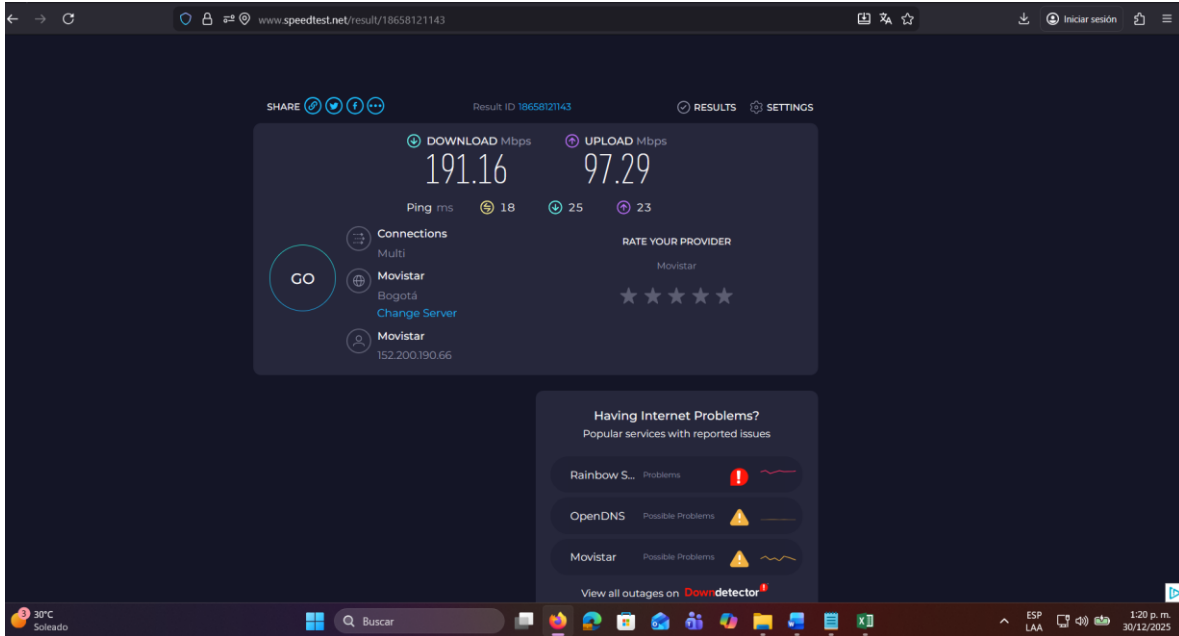 www.speedtest.net/result/18658121143
Iniciar sesión
SHARE
Result ID 18658121143
RESULTS
SETTINGS
DOWNLOAD Mbps
UPLOAD Mbps
191.16
97.29
Ping ms 18 25 23
Connections
Multi
Movistar
Bogotá
Change Server
Movistar
152.200.190.66
GO
RATE YOUR PROVIDER
Movistar
Having Internet Problems?
Popular services with reported issues
Rainbow S... Problems
OpenDNS Possible Problems
Movistar Possible Problems
View all outages on Downdetector
3
30°C
Soleado
Buscar
ESP
LAA
1:20 p. m.
30/12/2025